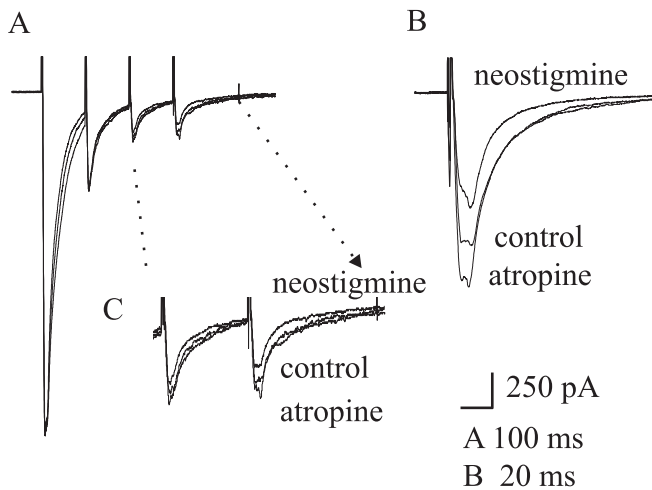 A
B
neostigmine
control
atropine
neostigmine
C
control
atropine
250 pA
A 100 ms
B 20 ms